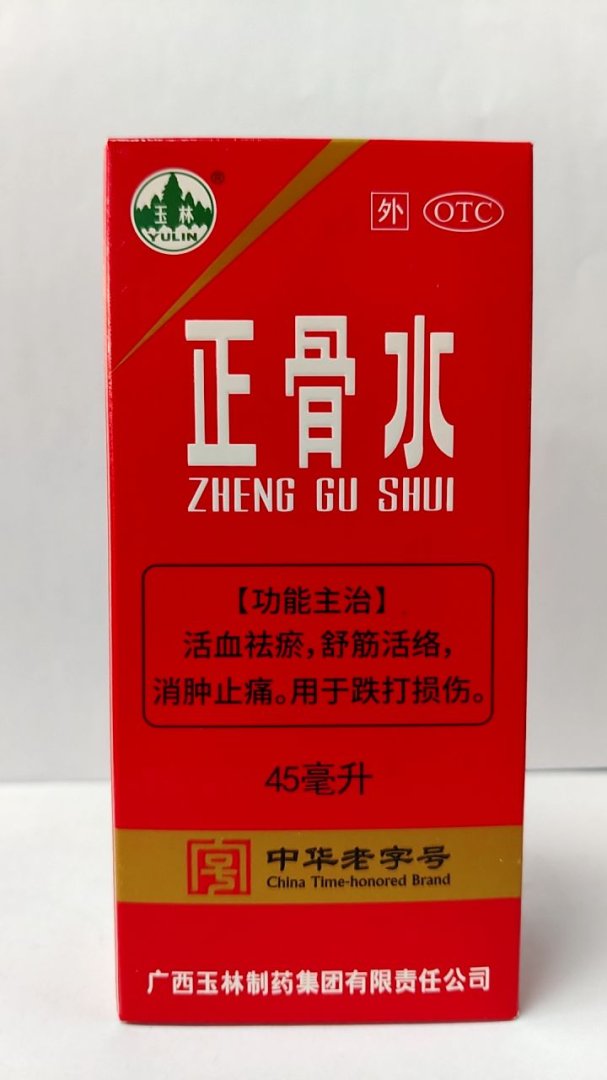 玉林
YULIN
®
外
OTC
正骨水
ZHENG GU SHUI
【功能主治】
活血祛瘀，舒筋活络，
消肿止痛。用于跌打损伤。
45毫升
中华老字号
China Time-honored Brand
广西玉林制药集团有限责任公司